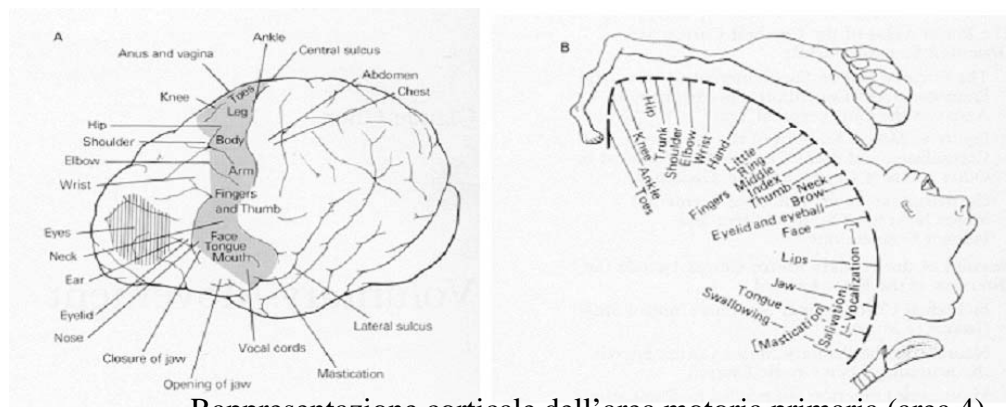 A
Ankle
Anus and vagina
Central sulcus
Abdomen
Chest
Knee
Toes
Leg
Hip
Body
Shoulder
Elbow
Arm
Wrist
Fingers
and Thumb
Eyes
Face
Tongue
Mouth
Neck
Ear
Eyelid
Nose
Closure of jaw
Opening of jaw
Vocal cords
Lateral sulcus
Mastication
B
Toes
Ankle
Knee
Hip
Trunk
Shoulder
Elbow
Wrist
Hand
Little
Ring
Middle
Index
Thumb
Fingers
Neck
Brow
Eyelid and eyeball
Face
Lips
Jaw
Tongue
Swallowing
[Mastication]
Salivation
Vocalization
Rappresentazione corticale dell'area motoria primaria (area 4)